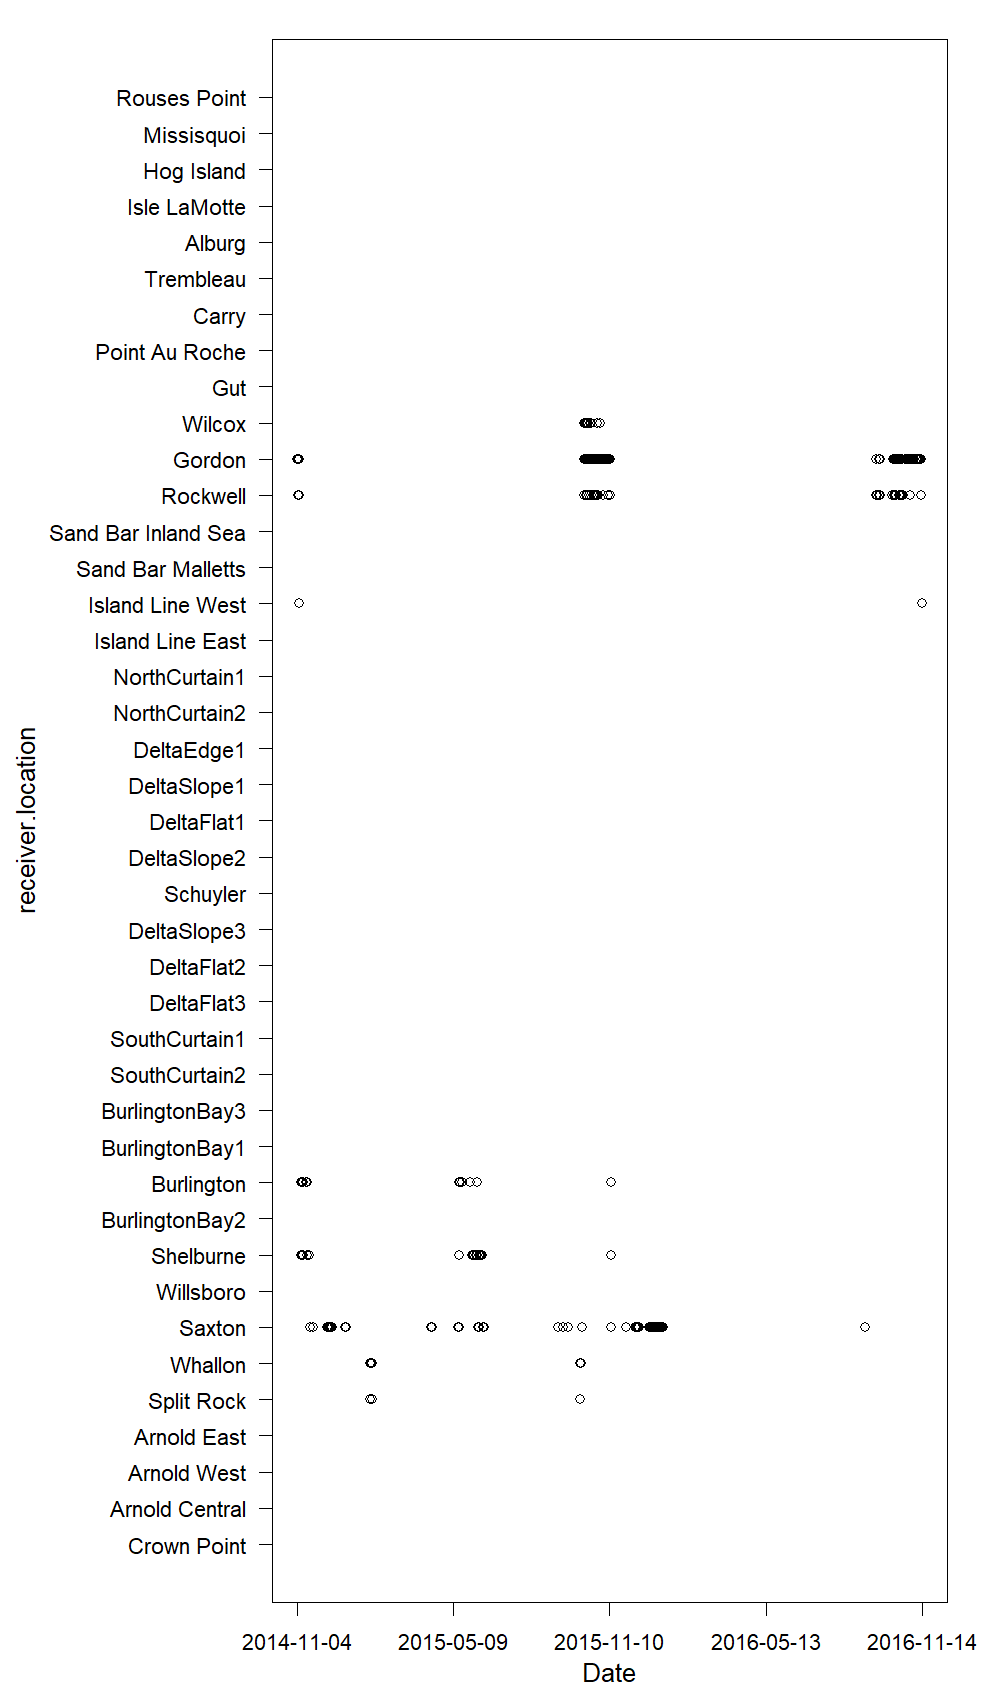 Rouses Point
Missisquoi
Hog Island
Isle LaMotte
Alburg
Trembleau
Carry
Point Au Roche
Gut
Wilcox
Gordon
Rockwell
Sand Bar Inland Sea
Sand Bar Malletts
Island Line West
Island Line East
NorthCurtain1
NorthCurtain2
DeltaEdge1
DeltaSlope1
DeltaFlat1
DeltaSlope2
Schuyler
DeltaSlope3
DeltaFlat2
DeltaFlat3
SouthCurtain1
SouthCurtain2
BurlingtonBay3
BurlingtonBay1
Burlington
BurlingtonBay2
Shelburne
Willsboro
Saxton
Whallon
Split Rock
Arnold East
Arnold West
Arnold Central
Crown Point
receiver.location
2014-11-04 2015-05-09 2015-11-10 2016-05-13 2016-11-14
Date